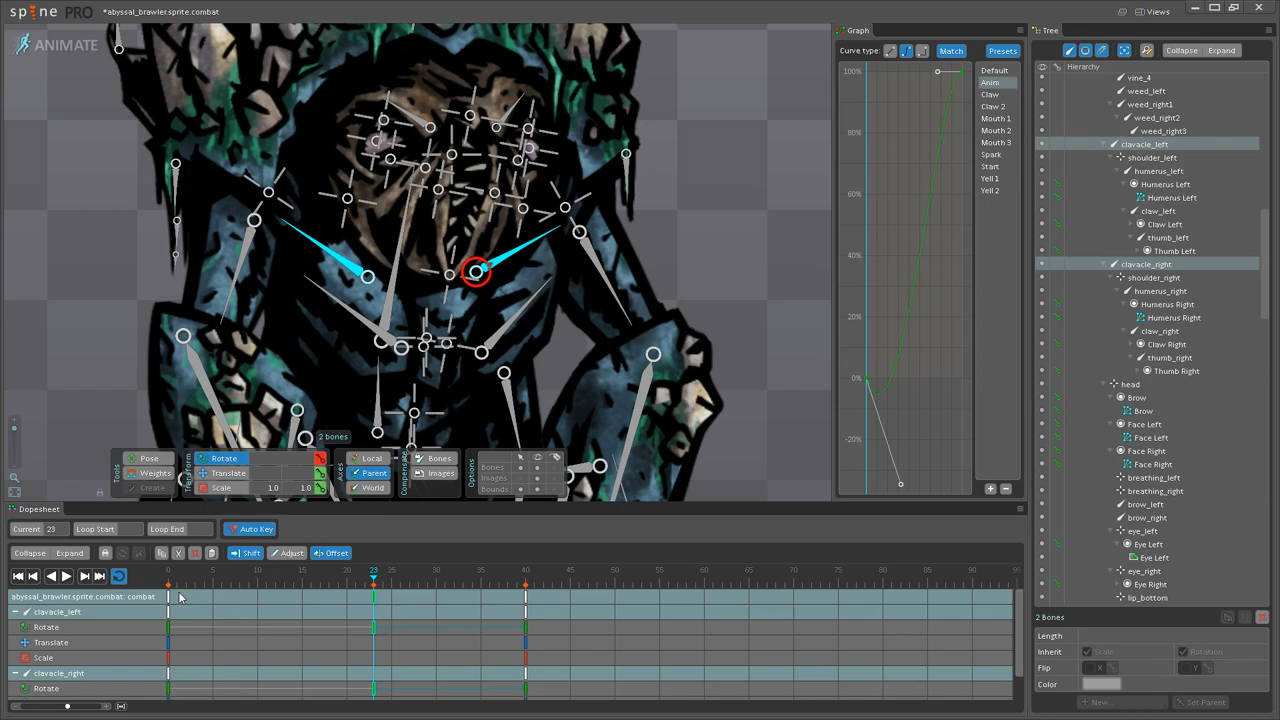 spine PRO
*abyssal_brawler.sprite.combat
Views
ANIMATE
Graph
Curve type:
Match
Presets
100%
80%
60%
40%
20%
0%
-20%
Default
Anim
Claw
Claw 2
Mouth 1
Mouth 2
Mouth 3
Spark
Start
Yell 1
Yell 2
Tree
Collapse
Expand
Hierarchy
vine_4
weed_left
weed_right1
weed_right2
weed_right3
clavacle_left
shoulder_left
humerus_left
Humerus Left
Humerus Left
claw_left
Claw Left
thumb_left
Thumb Left
clavacle_right
shoulder_right
humerus_right
Humerus Right
Humerus Right
claw_right
Claw Right
thumb_right
Thumb Right
head
Brow
Brow
Face Left
Face Left
Face Right
Face Right
breathing_left
breathing_right
brow_left
brow_right
eye_left
Eye Left
Eye Left
eye_right
Eye Right
lip_bottom
2 Bones
Length
Inherit Scale Rotation
Flip X Y
Color
New...
Set Parent
2 bones
Tools
Pose
Weights
Create
Transform
Rotate
Translate
Scale 1.0 1.0
Axes
Local
Parent
World
Compensate
Bones
Images
Options
Bones
Images
Bounds
Dopesheet
Current 23 Loop Start Loop End Auto Key
Collapse Expand Shift Adjust Offset
0 5 10 15 20 23 25 30 35 40 45 50 55 60 65 70 75 80 85 90 95
abyssal_brawler.sprite.combat: combat
clavacle_left
Rotate
Translate
Scale
clavacle_right
Rotate